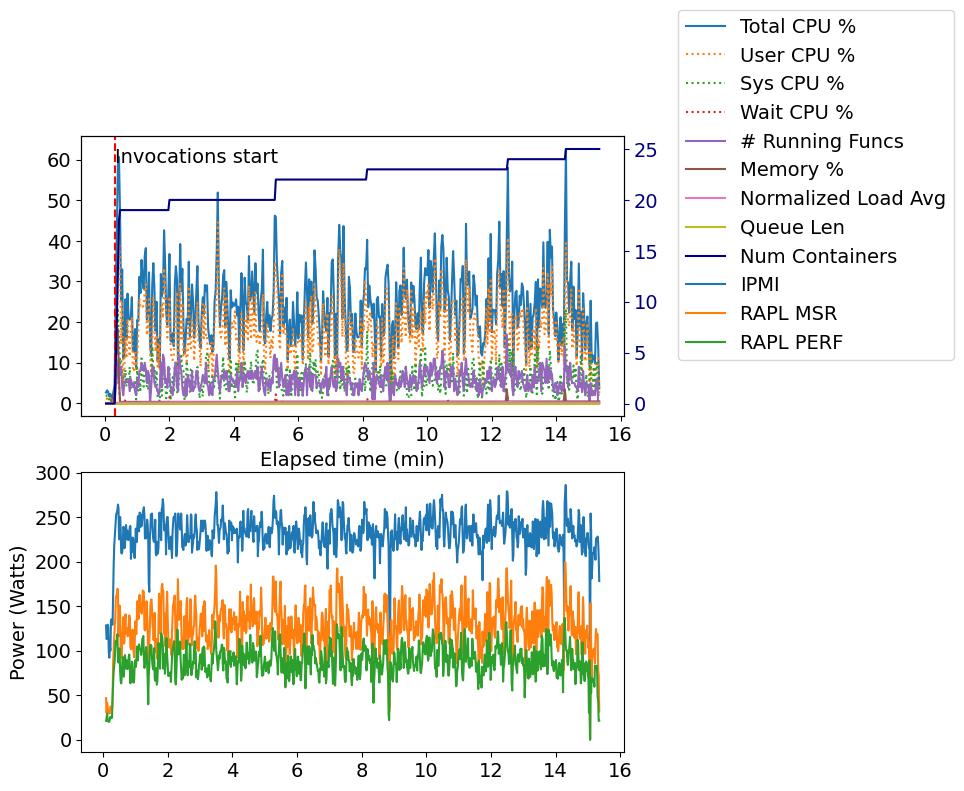 Total CPU %
User CPU %
Sys CPU %
Wait CPU %
# Running Funcs
Memory %
Normalized Load Avg
Queue Len
Num Containers
IPMI
RAPL MSR
RAPL PERF
Invocations start
60
50
40
30
20
10
0
25
20
15
10
5
0
0 2 4 6 8 10 12 14 16
Elapsed time (min)
Power (Watts)
300
250
200
150
100
50
0
0 2 4 6 8 10 12 14 16